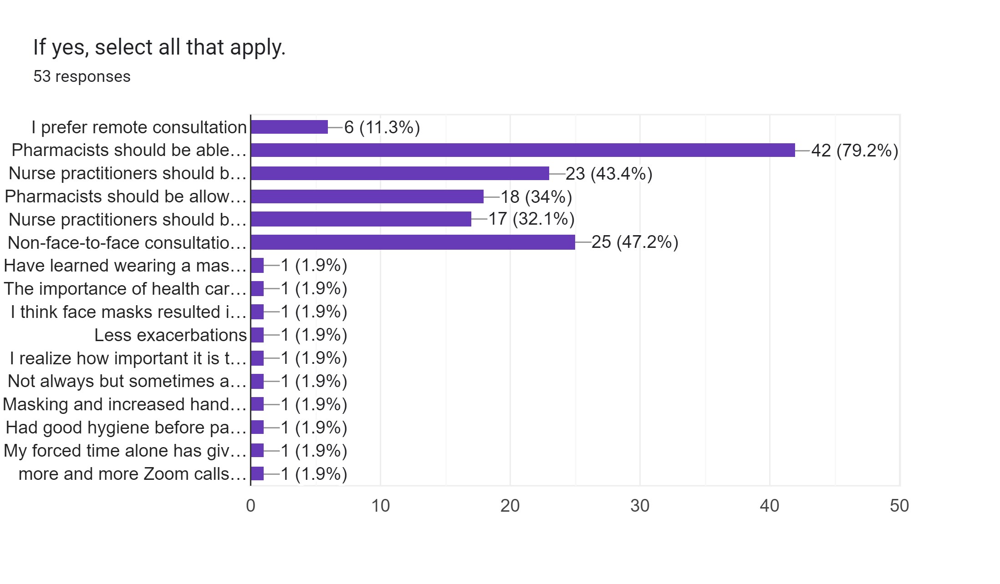 If yes, select all that apply.
53 responses
I prefer remote consultation 6 (11.3%)
Pharmacists should be able… 42 (79.2%)
Nurse practitioners should b… 23 (43.4%)
Pharmacists should be allow… 18 (34%)
Nurse practitioners should b… 17 (32.1%)
Non-face-to-face consultatio… 25 (47.2%)
Have learned wearing a mas… 1 (1.9%)
The importance of health car… 1 (1.9%)
I think face masks resulted i… 1 (1.9%)
Less exacerbations 1 (1.9%)
I realize how important it is t… 1 (1.9%)
Not always but sometimes a… 1 (1.9%)
Masking and increased hand… 1 (1.9%)
Had good hygiene before pa… 1 (1.9%)
My forced time alone has giv… 1 (1.9%)
more and more Zoom calls… 1 (1.9%)
0 10 20 30 40 50